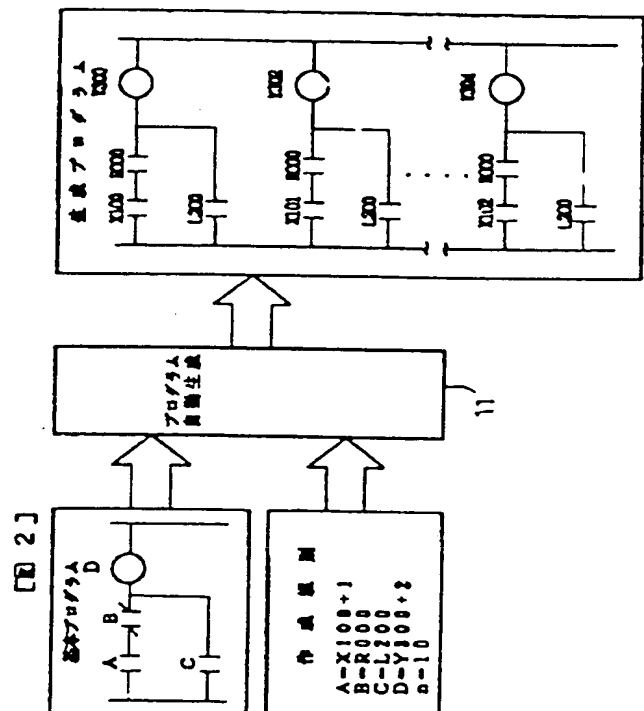 [図 2]
基本プログラム
D
A B
C
作 成 規 則
A=X100+1
B=R000
C=L200
D=Y300+2
n=10
プログラム
自動生成
11
生成プログラム
Y300
X100 R000
L200
Y302
X101 R000
L200
. . . . .
Y304
X102 R000
L200